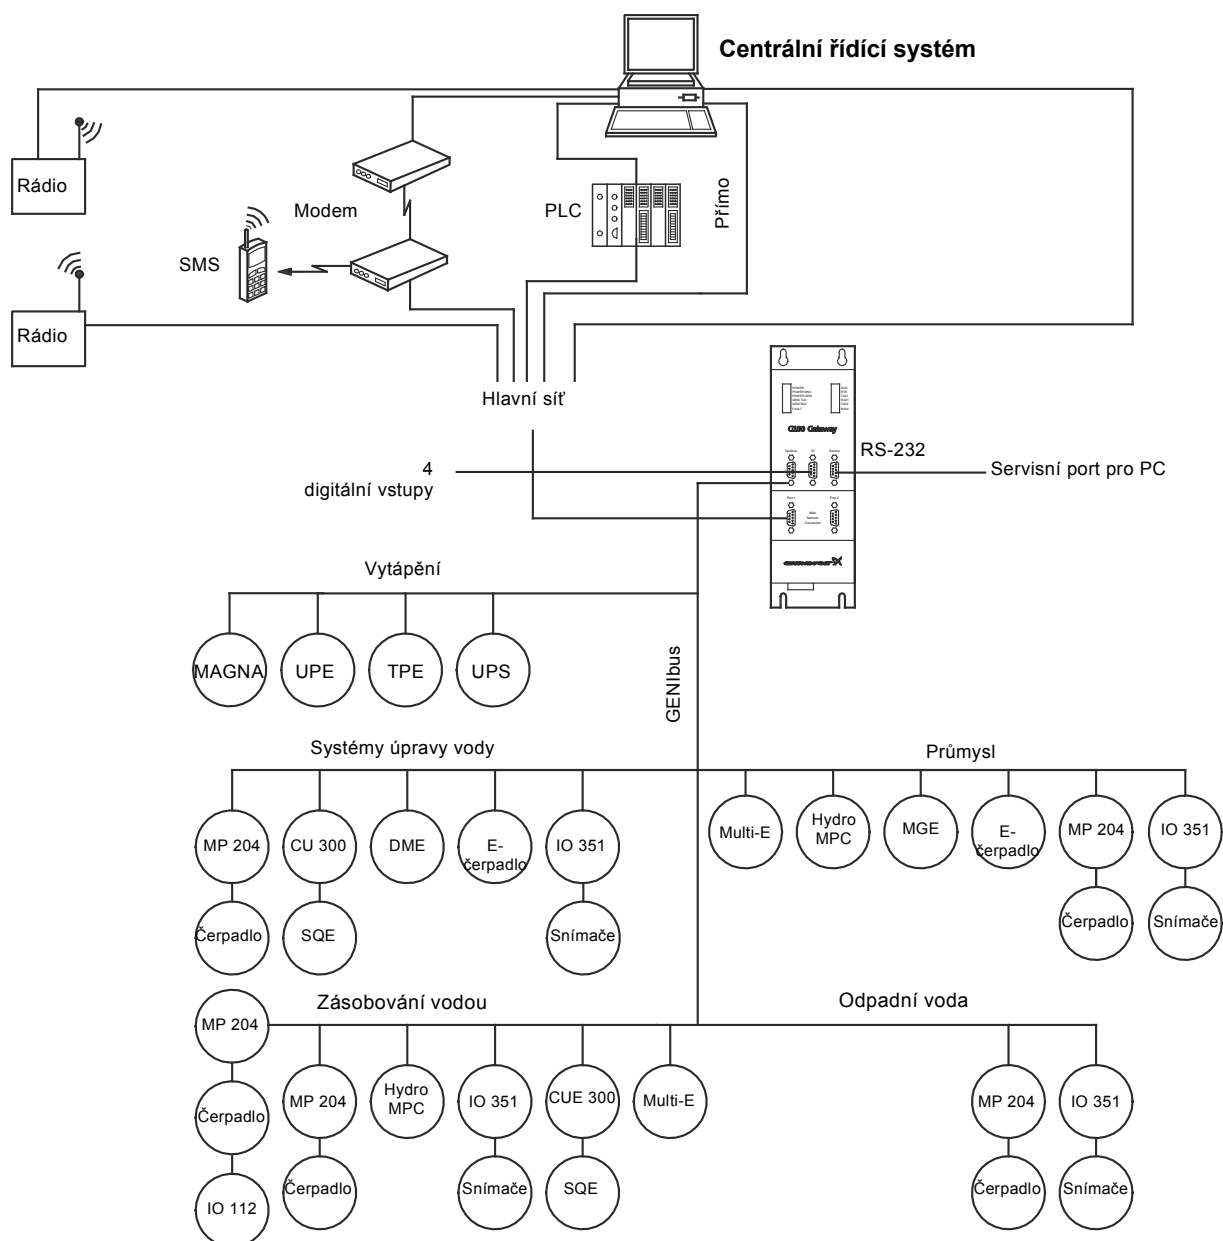 Centrální řídící systém
Rádio
Modem
PLC
Přímo
SMS
Rádio
Hlavní síť
G100 Gateway
RS-232
4
digitální vstupy
Servisní port pro PC
GRUNDFOS
Vytápění
MAGNA
UPE
TPE
UPS
GENIbus
Systémy úpravy vody
Průmysl
MP 204
CU 300
DME
E-
čerpadlo
IO 351
Multi-E
Hydro
MPC
MGE
E-
čerpadlo
MP 204
IO 351
Čerpadlo
SQE
Snímače
Čerpadlo
Snímače
Zásobování vodou
Odpadní voda
MP 204
MP 204
Hydro
MPC
IO 351
CUE 300
Multi-E
MP 204
IO 351
Čerpadlo
Čerpadlo
Snímače
SQE
Čerpadlo
Snímače
IO 112